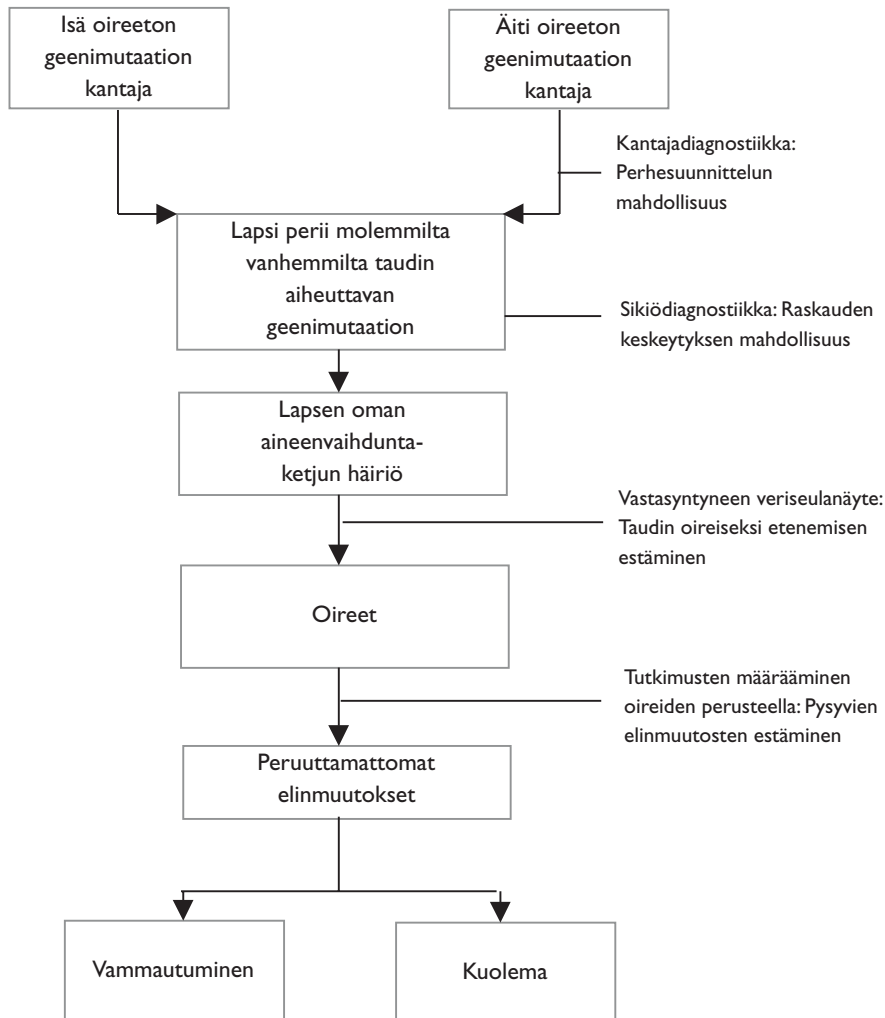 Isä oireeton
geenimutaation
kantaja
Äiti oireeton
geenimutaation
kantaja
Kantajadiagnostiikka:
Perhesuunnittelun
mahdollisuus
Lapsi perii molemmilta
vanhemmilta taudin
aiheuttavan
geenimutaation
Sikiödiagnostiikka: Raskauden
keskeytyksen mahdollisuus
Lapsen oman
aineenvaihdunta-
ketjun häiriö
Vastasyntyneen veriseulanäyte:
Taudin oireiseksi etenemisen
estäminen
Oireet
Tutkimusten määrääminen
oireiden perusteella: Pysyvien
elinmuutosten estäminen
Peruuttamattomat
elinmuutokset
Vammautuminen
Kuolema